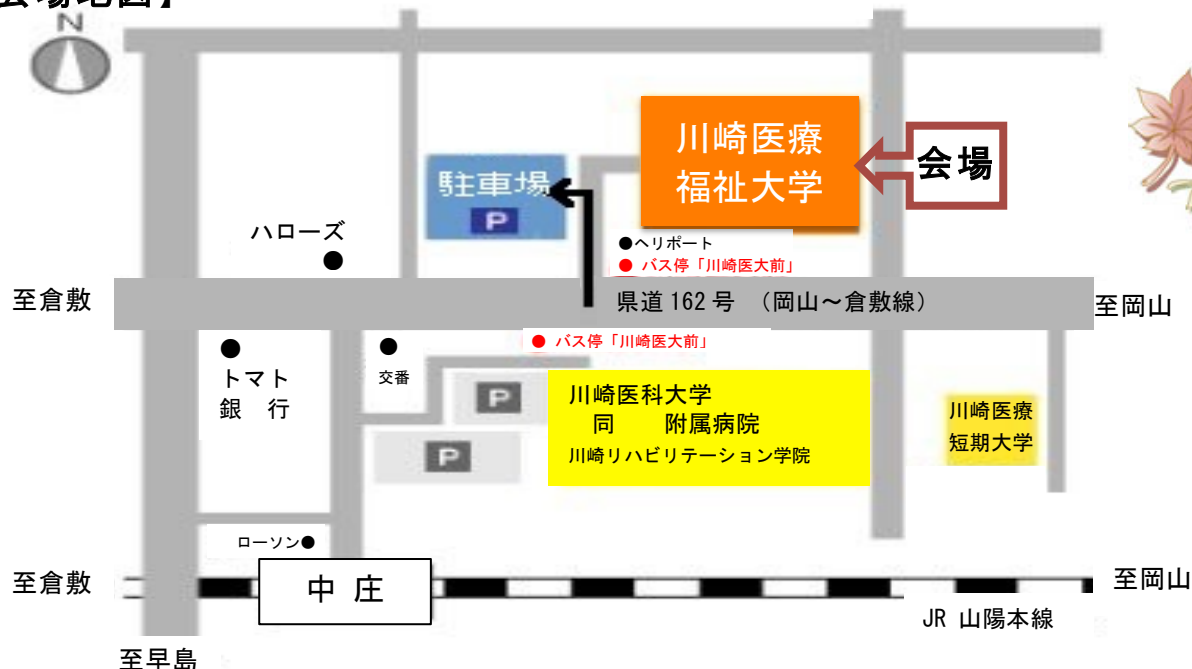 会場地図】
N
川崎医療
福祉大学
会場
駐車場
P
ハローズ
●ヘリポート
● バス停「川崎医大前」
至倉敷
県道 162 号 (岡山～倉敷線)
至岡山
● バス停「川崎医大前」
トマト
銀 行
交番
P
P
川崎医科大学
同 附属病院
川崎リハビリテーション学院
川崎医療
短期大学
ローソン●
至倉敷
中 庄
至岡山
JR 山陽本線
至早島